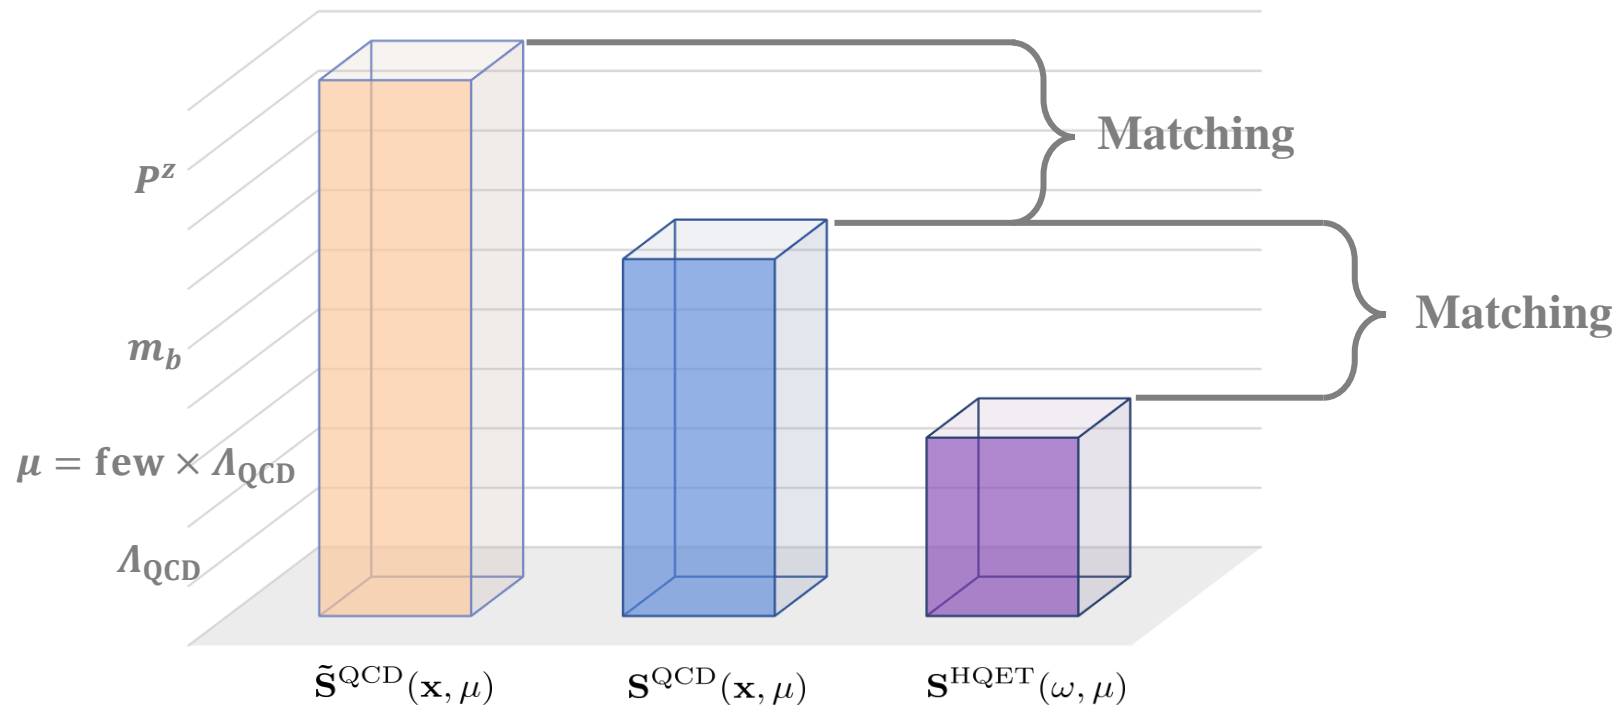 Matching
P^z
Matching
m_b
μ = few × Λ_QCD
Λ_QCD
S̃^QCD(x, μ)
S^QCD(x, μ)
S^HQET(ω, μ)